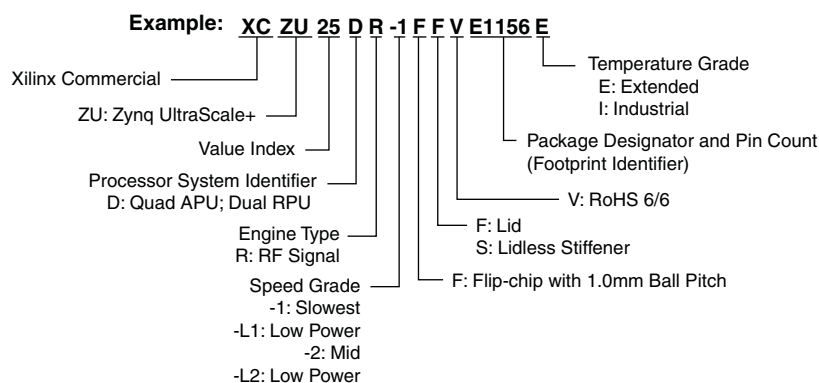 Example: XC ZU 25 D R -1 F F V E1156 E
Xilinx Commercial
ZU: Zynq UltraScale+
Value Index
Processor System Identifier
D: Quad APU; Dual RPU
Engine Type
R: RF Signal
Speed Grade
-1: Slowest
-L1: Low Power
-2: Mid
-L2: Low Power
Temperature Grade
E: Extended
I: Industrial
Package Designator and Pin Count
(Footprint Identifier)
V: RoHS 6/6
F: Lid
S: Lidless Stiffener
F: Flip-chip with 1.0mm Ball Pitch